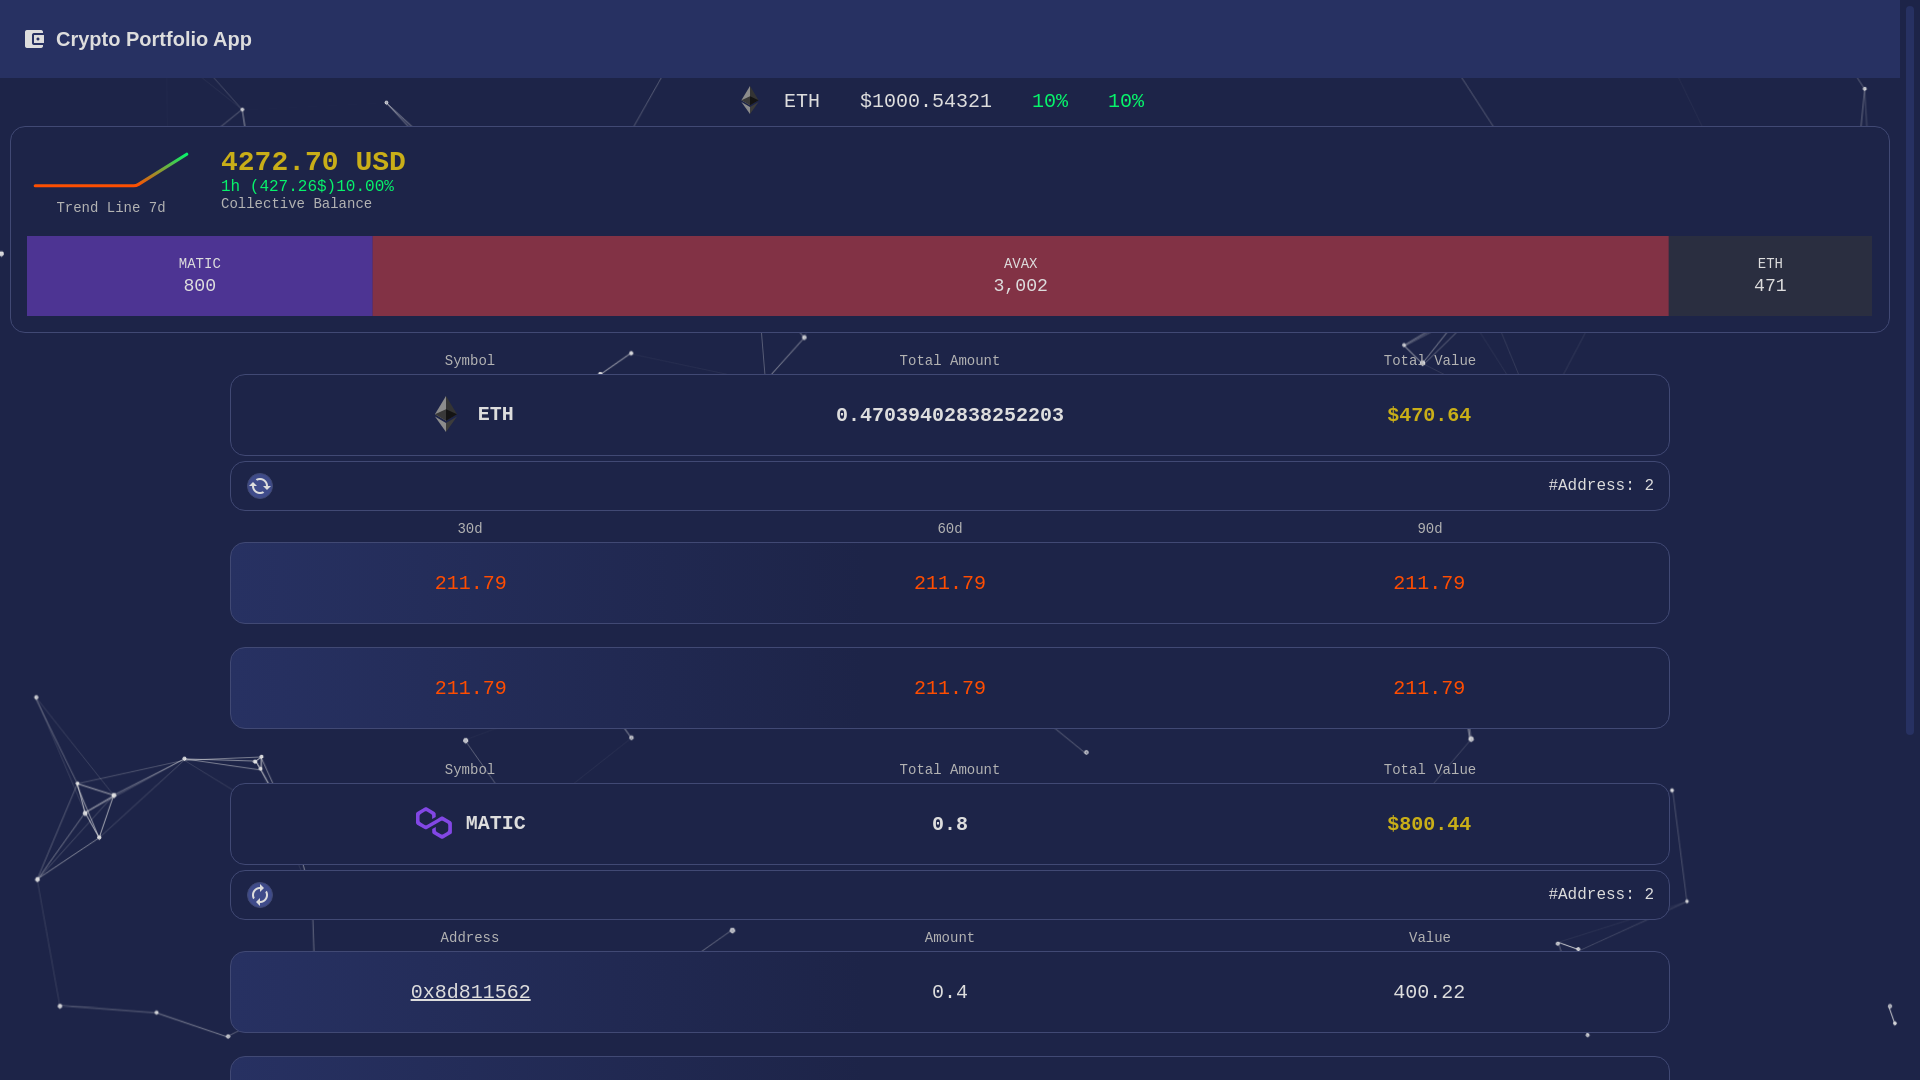 Crypto Portfolio App
ETH $1000.54321 10% 10%
4272.70 USD
1h (427.26$)10.00%
Collective Balance
Trend Line 7d
MATIC
800
AVAX
3,002
ETH
471
Symbol Total Amount Total Value
ETH 0.47039402838252203 $470.64
#Address: 2
30d 60d 90d
211.79 211.79 211.79
211.79 211.79 211.79
Symbol Total Amount Total Value
MATIC 0.8 $800.44
#Address: 2
Address Amount Value
0x8d811562 0.4 400.22